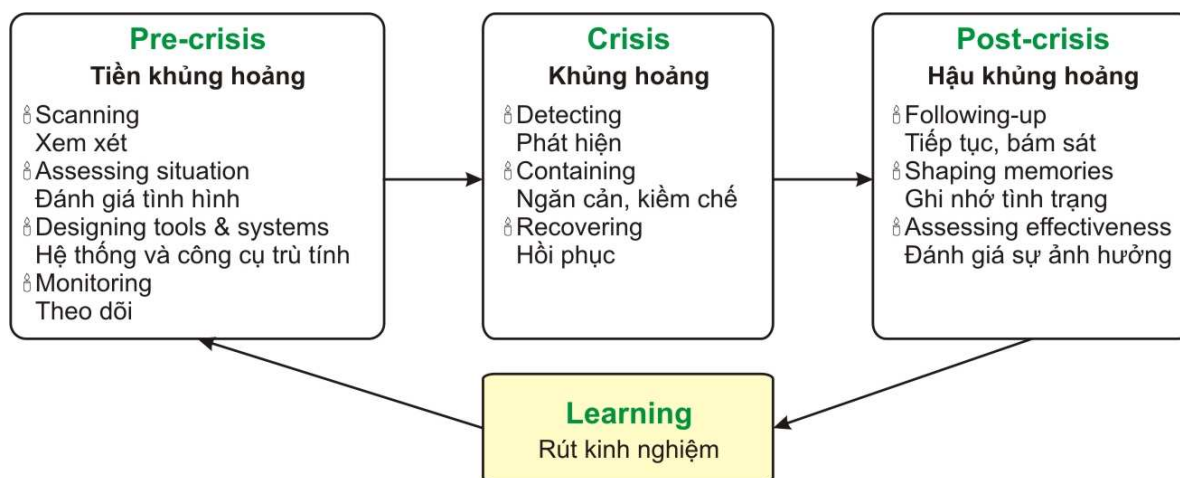 Pre-crisis
Tiền khủng hoảng
Scanning
Xem xét
Assessing situation
Đánh giá tình hình
Designing tools & systems
Hệ thống và công cụ trù tính
Monitoring
Theo dõi
Crisis
Khủng hoảng
Detecting
Phát hiện
Containing
Ngăn cản, kiềm chế
Recovering
Hồi phục
Post-crisis
Hậu khủng hoảng
Following-up
Tiếp tục, bám sát
Shaping memories
Ghi nhớ tình trạng
Assessing effectiveness
Đánh giá sự ảnh hưởng
Learning
Rút kinh nghiệm